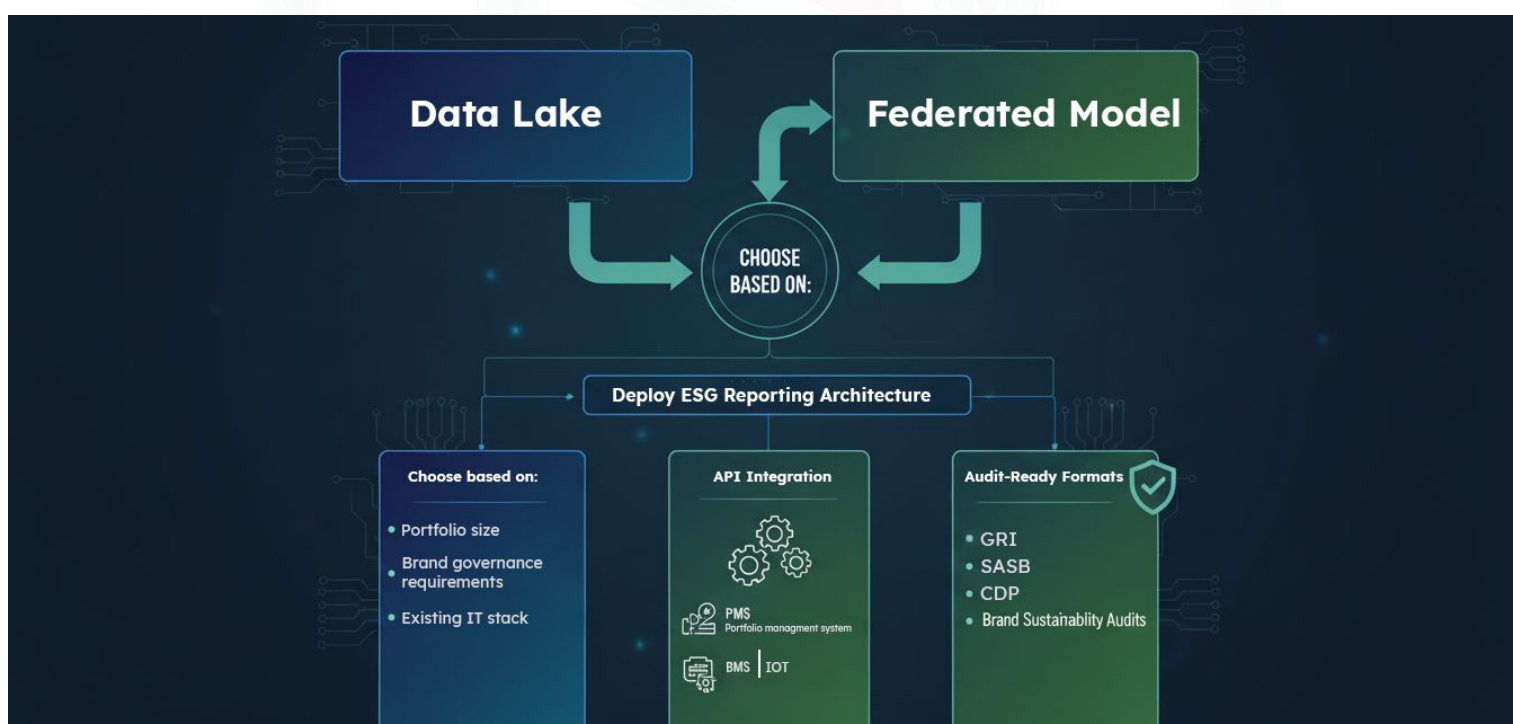 Data Lake
Federated Model
CHOOSE
BASED ON:
Deploy ESG Reporting Architecture
Choose based on:
Portfolio size
Brand governance
requirements
Existing IT stack
API Integration
PMS
Portfolio managment system
BMS | IOT
Audit-Ready Formats
GRI
SASB
CDP
Brand Sustainablity Audits